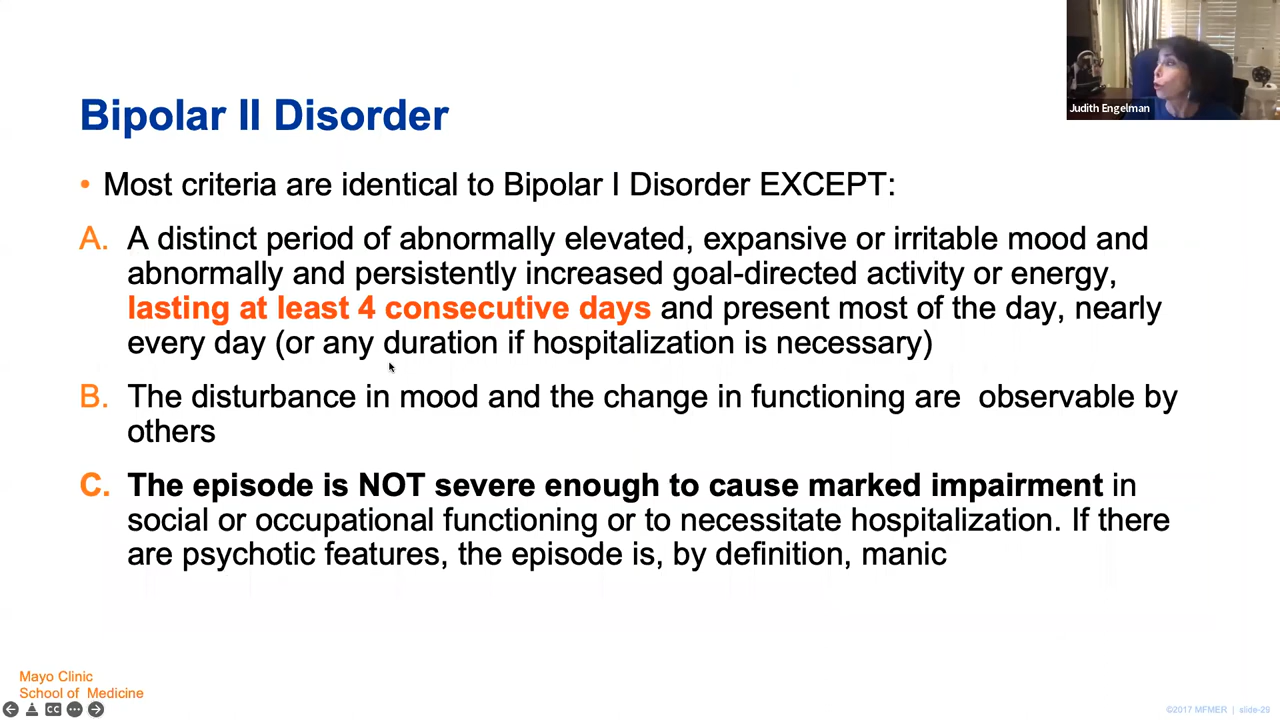 Judith Engelman
Bipolar II Disorder
• Most criteria are identical to Bipolar I Disorder EXCEPT:
A. A distinct period of abnormally elevated, expansive or irritable mood and
abnormally and persistently increased goal-directed activity or energy,
lasting at least 4 consecutive days and present most of the day, nearly
every day (or any duration if hospitalization is necessary)
B. The disturbance in mood and the change in functioning are observable by
others
C. The episode is NOT severe enough to cause marked impairment in
social or occupational functioning or to necessitate hospitalization. If there
are psychotic features, the episode is, by definition, manic
Mayo Clinic
School of Medicine
CC
©2017 MFMER | slide-29